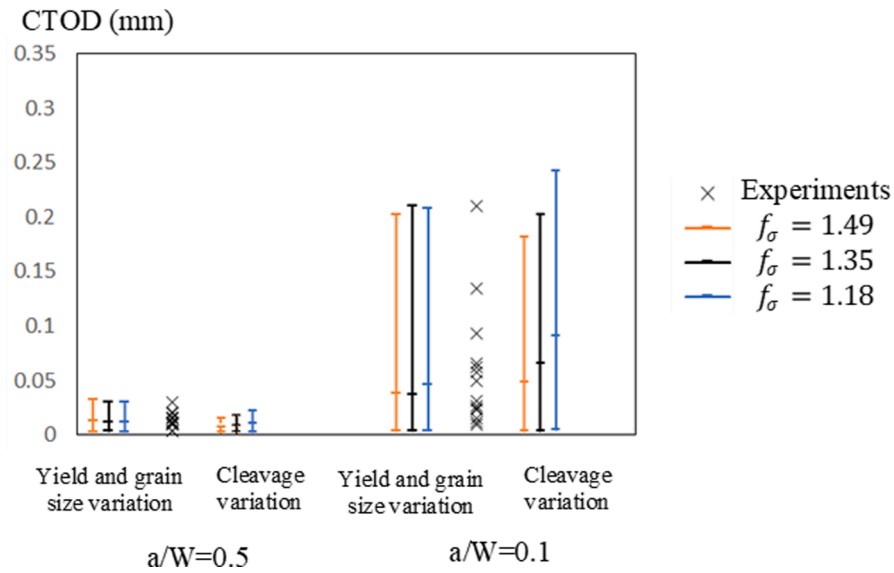 CTOD (mm)
0.35
0.3
0.25
0.2
0.15
0.1
0.05
0
Experiments
fσ = 1.49
fσ = 1.35
fσ = 1.18
Yield and grain
size variation
Cleavage
variation
Yield and grain
size variation
Cleavage
variation
a/W=0.5
a/W=0.1